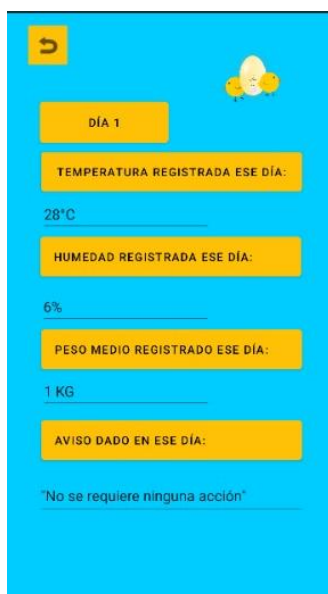 DÍA 1
TEMPERATURA REGISTRADA ESE DÍA:
28°C
HUMEDAD REGISTRADA ESE DÍA:
6%
PESO MEDIO REGISTRADO ESE DÍA:
1 KG
AVISO DADO EN ESE DÍA:
"No se requiere ninguna acción"